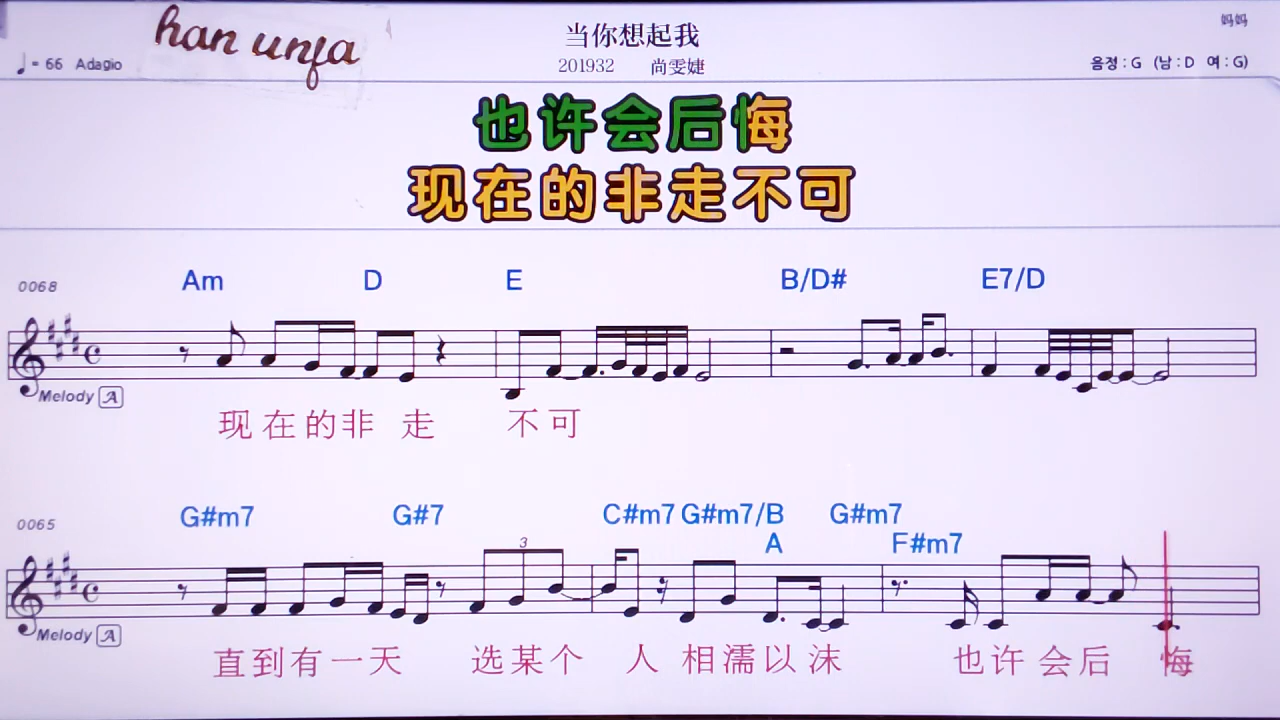 han unfa
当你想起我
妈妈
♩= 66 Adagio
201932 尚雯婕
음정 : G (남 : D 여 : G)
也许会后悔
现在的非走不可
0068
Am D E B/D# E7/D
Melody A
现在的非走 不可
0065
G#m7 G#7 C#m7 G#m7/B G#m7
A F#m7
3
Melody A
直到有一天 选某个 人 相濡以沫 也许会后 悔